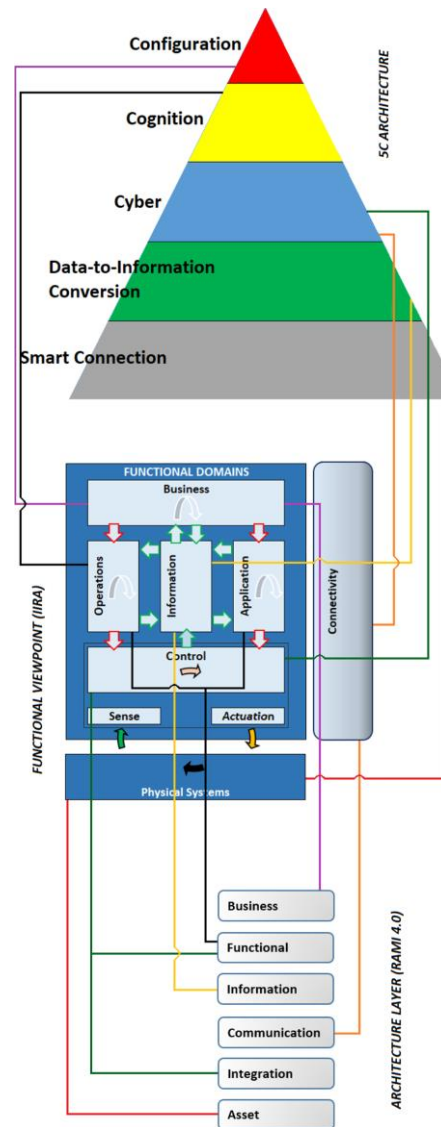 Configuration
5C ARCHITECTURE
Cognition
Cyber
Data-to-Information
Conversion
Smart Connection
FUNCTIONAL DOMAINS
Business
Operations
Information
Application
Connectivity
Control
Sense
Actuation
FUNCTIONAL VIEWPOINT (IIRA)
Physical Systems
Business
Functional
Information
Communication
Integration
Asset
ARCHITECTURE LAYER (RAMI 4.0)